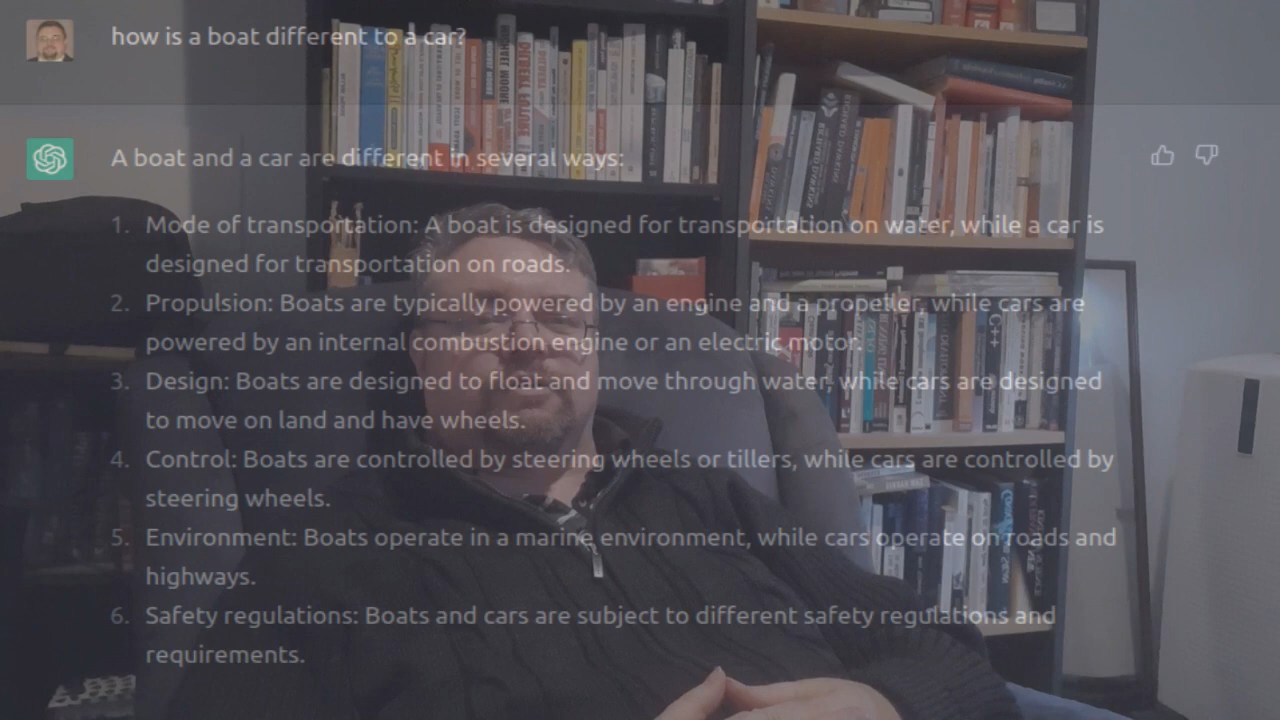 how is a boat different to a car?
A boat and a car are different in several ways:
1. Mode of transportation: A boat is designed for transportation on water, while a car is
designed for transportation on roads.
2. Propulsion: Boats are typically powered by an engine and a propeller, while cars are
powered by an internal combustion engine or an electric motor.
3. Design: Boats are designed to float and move through water, while cars are designed
to move on land and have wheels.
4. Control: Boats are controlled by steering wheels or tillers, while cars are controlled by
steering wheels.
5. Environment: Boats operate in a marine environment, while cars operate on roads and
highways.
6. Safety regulations: Boats and cars are subject to different safety regulations and
requirements.
MICHAEL MOORE
GILBERT FUTURE
RICHARD DAWKINS
C++